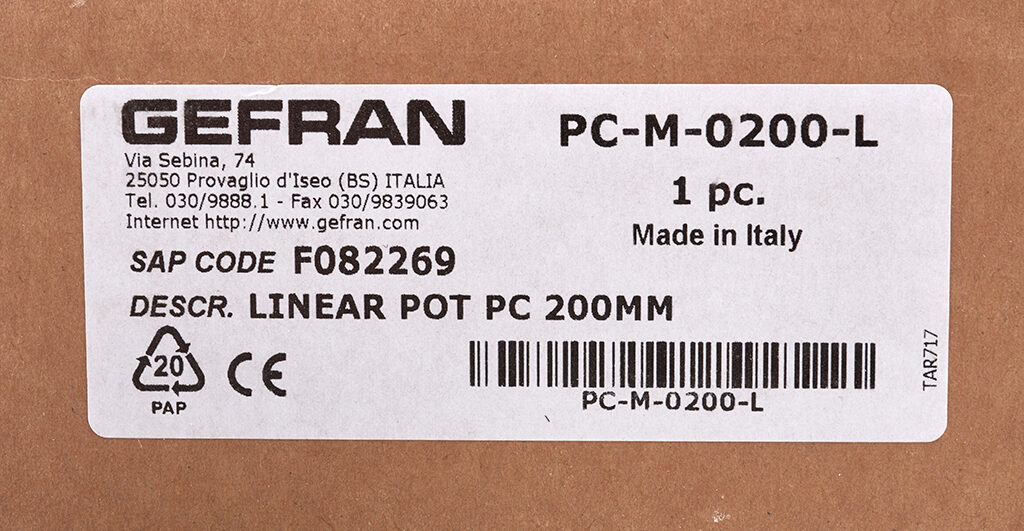 GEFRAN
Via Sebina, 74
25050 Provaglio d'Iseo (BS) ITALIA
Tel. 030/9888.1 - Fax 030/9839063
Internet http://www.gefran.com
SAP CODE F082269
DESCR. LINEAR POT PC 200MM
PC-M-0200-L
1 pc.
Made in Italy
20
PAP
CE
PC-M-0200-L
TAR717